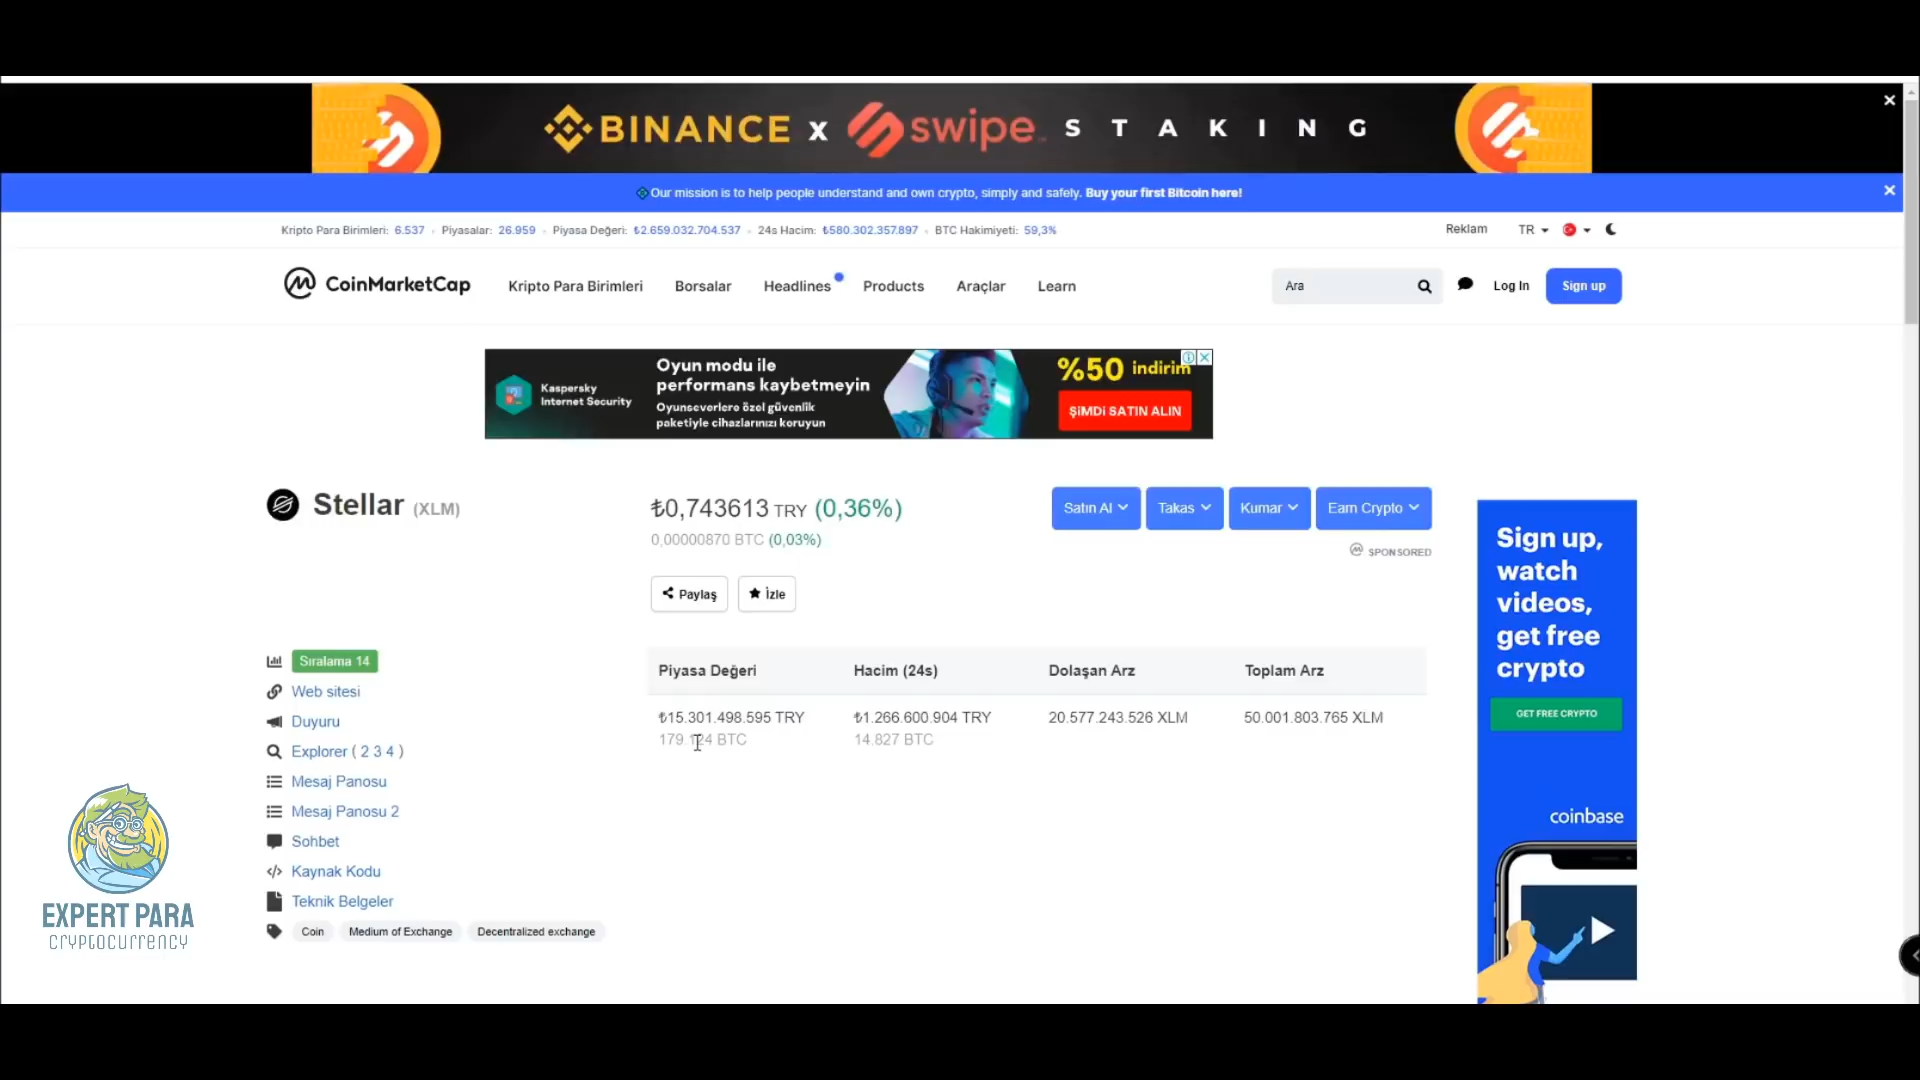 BINANCE x swipe STAKING
Our mission is to help people understand and own crypto, simply and safely. Buy your first Bitcoin here!
Kripto Para Birimleri: 6.537 Piyasalar: 26.959 Piyasa Değeri: ₺2.659.032.704.537 24s Hacim: ₺580.302.357.897 BTC Hakimiyeti: 59,3%
Reklam TR
CoinMarketCap Kripto Para Birimleri Borsalar Headlines Products Araçlar Learn Ara Log In Sign up
Kaspersky
Internet Security
Oyun modu ile
performans kaybetmeyin
Oyunseverlere özel güvenlik
paketiyle cihazlarınızı koruyun
%50 indirim
ŞİMDİ SATIN ALIN
Stellar (XLM)
₺0,743613 TRY (0,36%)
0,00000870 BTC (0,03%)
Satın Al Takas Kumar Earn Crypto
SPONSORED
Paylaş İzle
Sıralama 14
Web sitesi
Duyuru
Explorer ( 2 3 4 )
Mesaj Panosu
Mesaj Panosu 2
Sohbet
Kaynak Kodu
Teknik Belgeler
Coin Medium of Exchange Decentralized exchange
Piyasa Değeri Hacim (24s) Dolaşan Arz Toplam Arz
₺15.301.498.595 TRY ₺1.266.600.904 TRY 20.577.243.526 XLM 50.001.803.765 XLM
179.124 BTC 14.827 BTC
Sign up,
watch
videos,
get free
crypto
GET FREE CRYPTO
coinbase
EXPERT PARA
CRYPTOCURRENCY